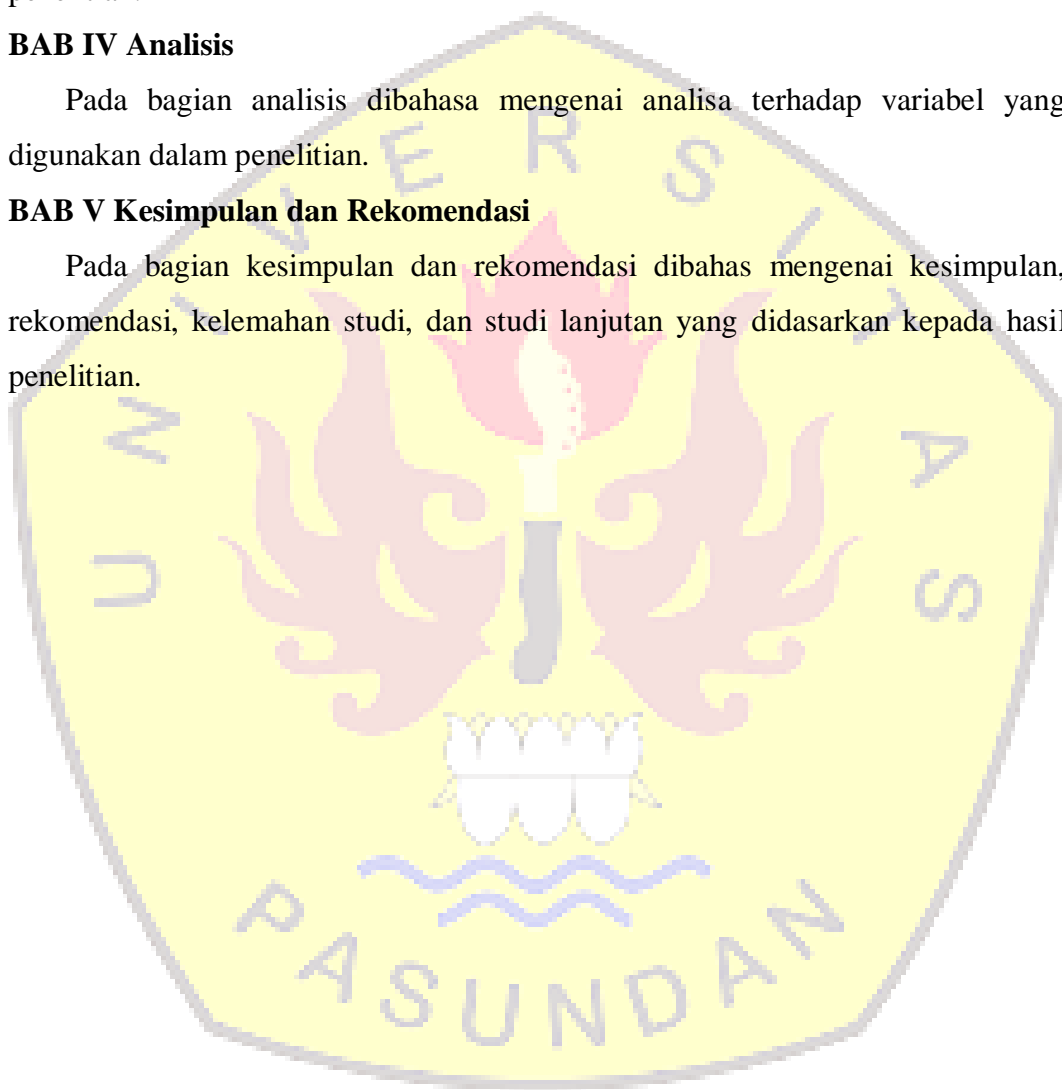 BAB IV Analisis
Pada bagian analisis dibahasa mengenai analisa terhadap variabel yang
digunakan dalam penelitian.
BAB V Kesimpulan dan Rekomendasi
Pada bagian kesimpulan dan rekomendasi dibahas mengenai kesimpulan,
rekomendasi, kelemahan studi, dan studi lanjutan yang didasarkan kepada hasil
penelitian.
UNIVERSITAS
PASUNDAN